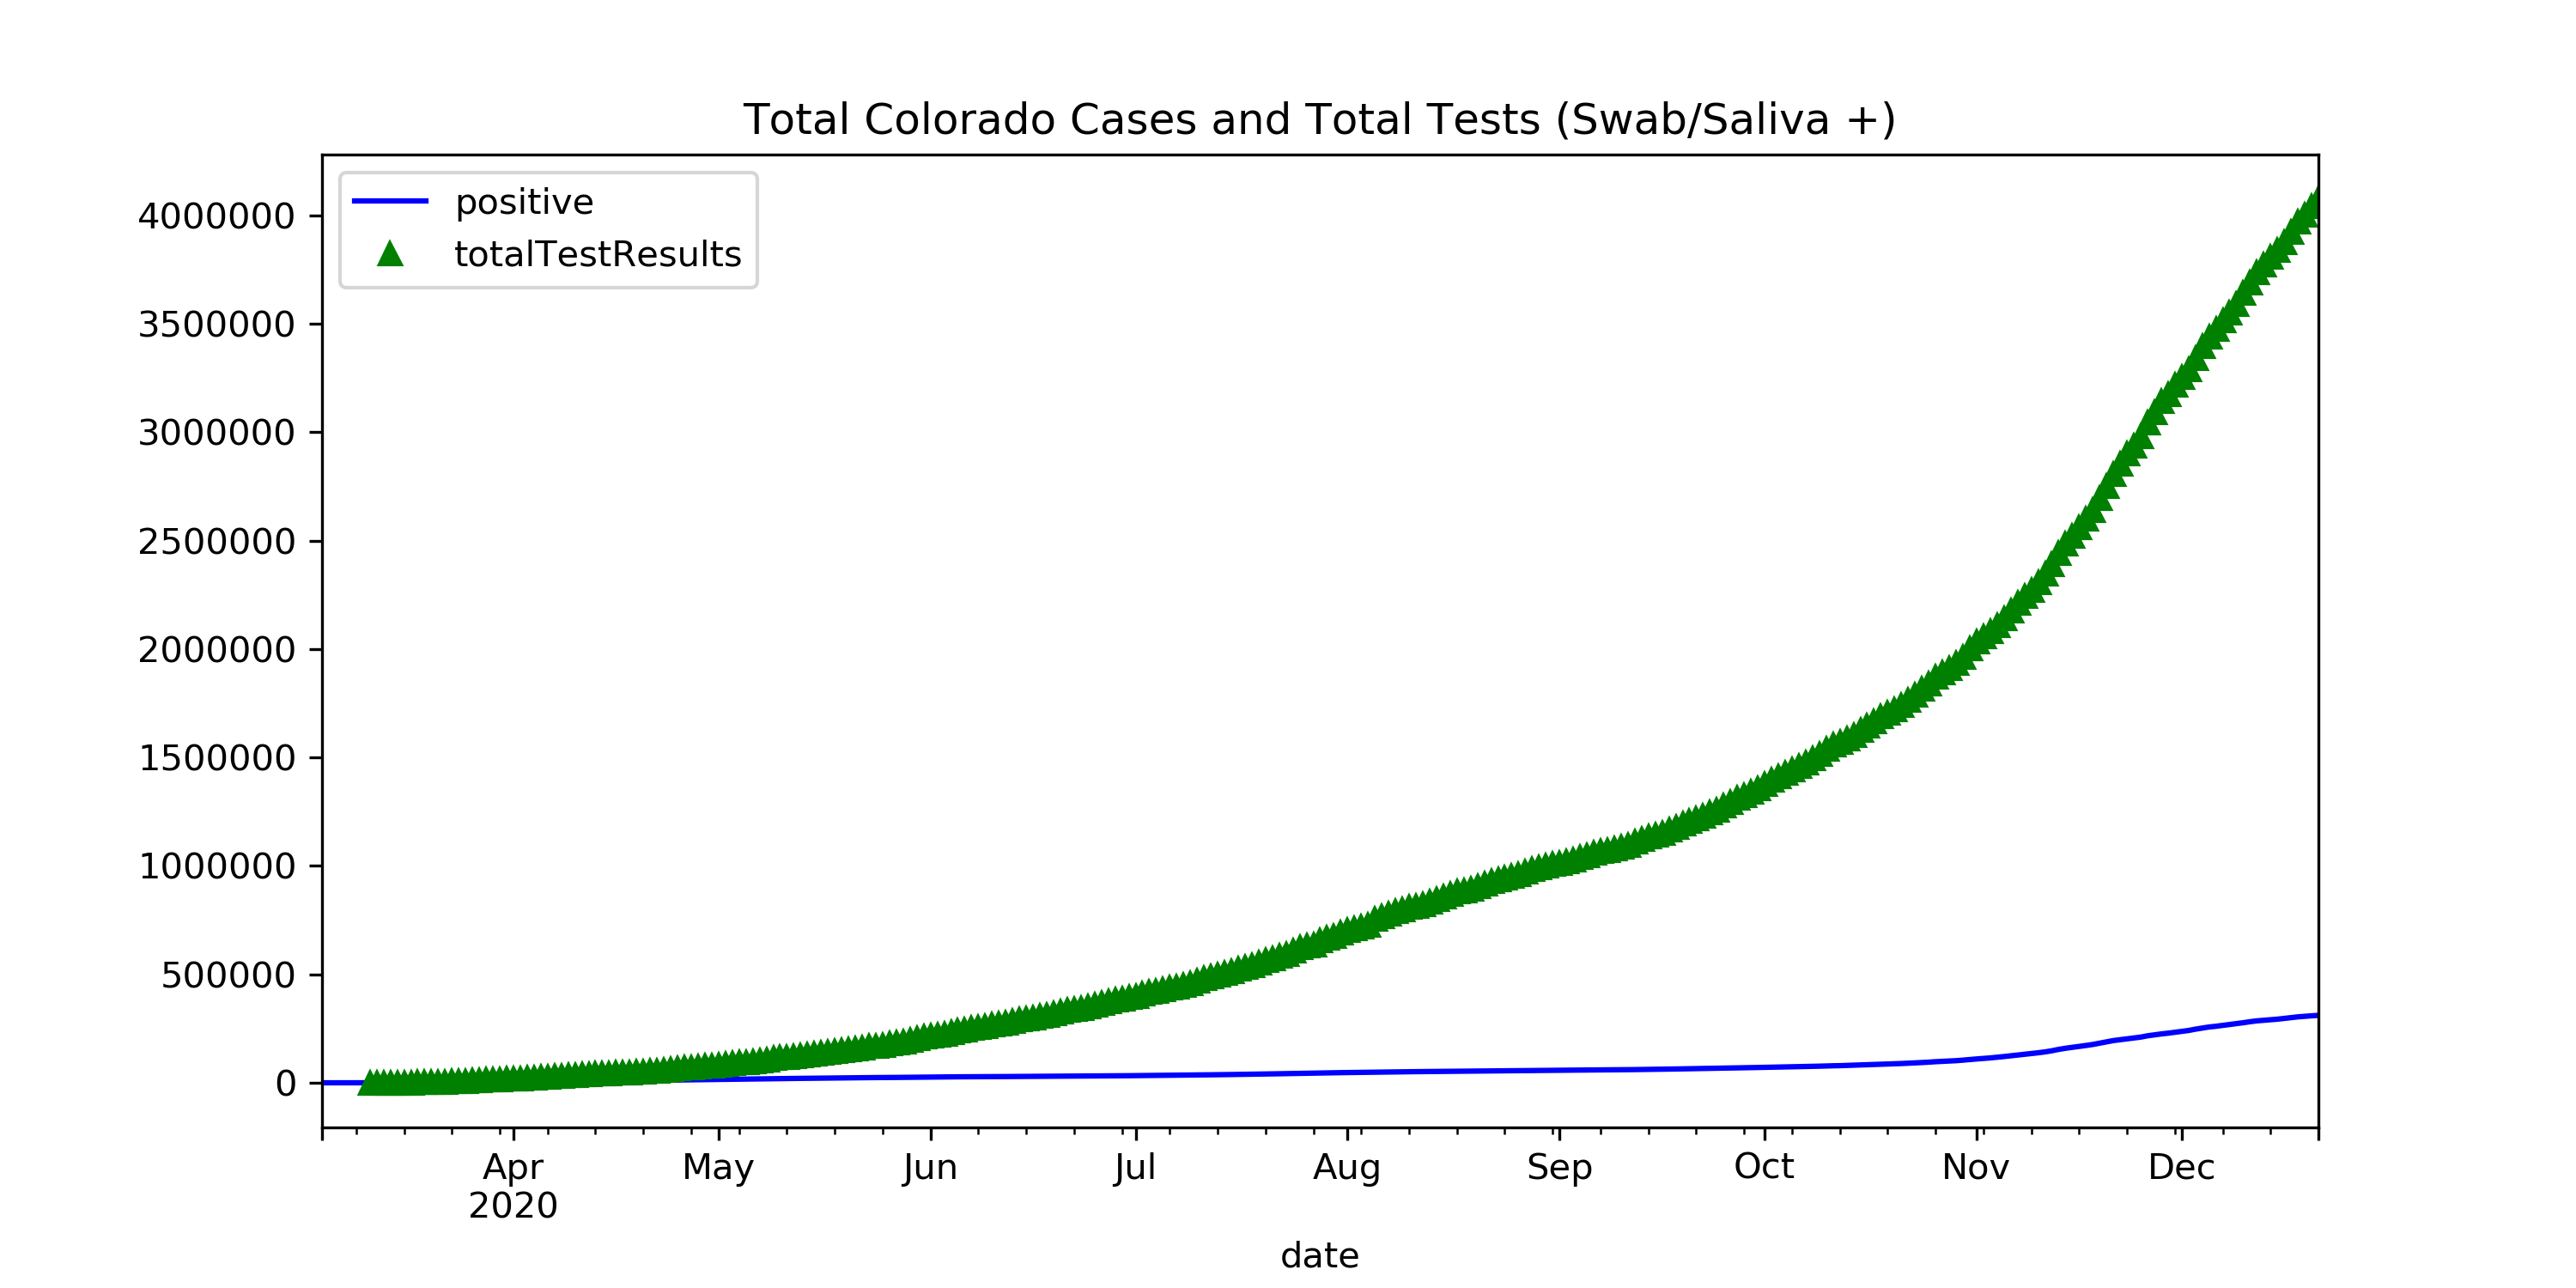 Total Colorado Cases and Total Tests (Swab/Saliva +)
positive
totalTestResults
4000000
3500000
3000000
2500000
2000000
1500000
1000000
500000
0
Apr May Jun Jul Aug Sep Oct Nov Dec
2020
date